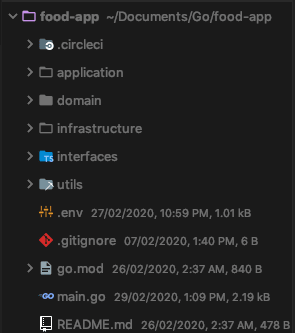 food-app ~/Documents/Go/food-app
.circleci
application
domain
infrastructure
TS interfaces
utils
.env 27/02/2020, 10:59 PM, 1.01 kB
.gitignore 07/02/2020, 1:40 PM, 6 B
go.mod 26/02/2020, 2:37 AM, 840 B
GO main.go 29/02/2020, 1:09 PM, 2.19 kB
README.md 26/02/2020, 2:37 AM, 478 B